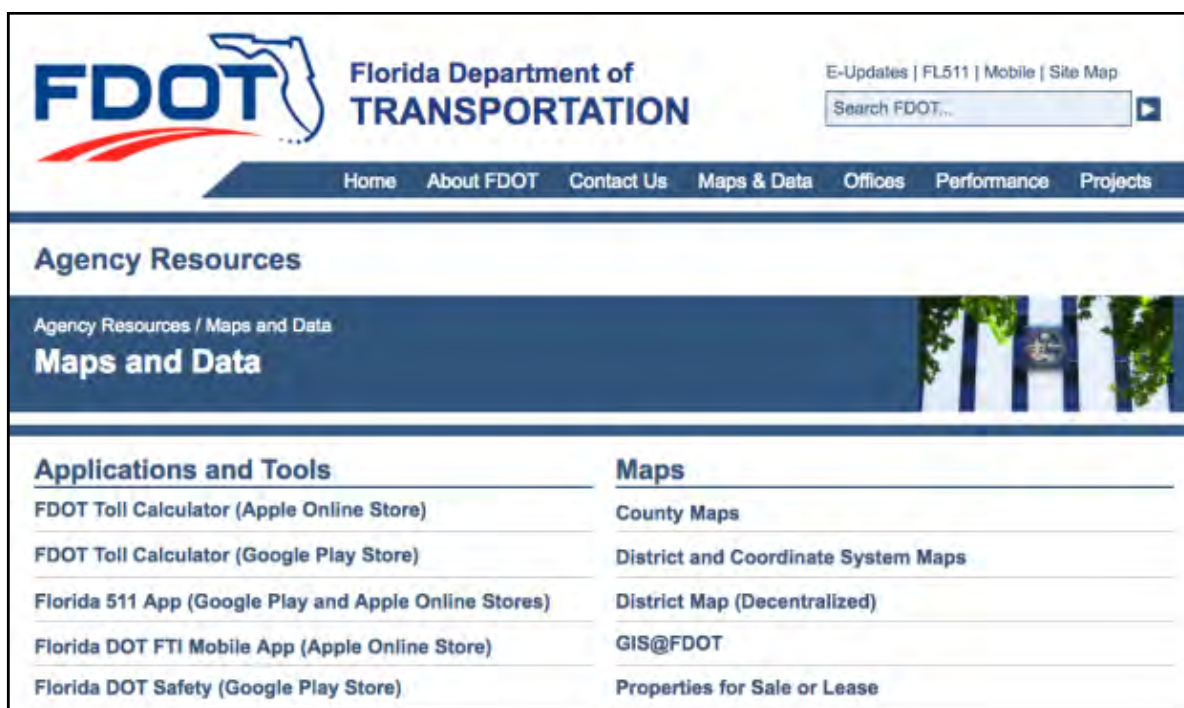 FDOT
Florida Department of
TRANSPORTATION
E-Updates | FL511 | Mobile | Site Map
Search FDOT...
Home About FDOT Contact Us Maps & Data Offices Performance Projects
Agency Resources
Agency Resources / Maps and Data
Maps and Data
Applications and Tools
FDOT Toll Calculator (Apple Online Store)
FDOT Toll Calculator (Google Play Store)
Florida 511 App (Google Play and Apple Online Stores)
Florida DOT FTI Mobile App (Apple Online Store)
Florida DOT Safety (Google Play Store)
Maps
County Maps
District and Coordinate System Maps
District Map (Decentralized)
GIS@FDOT
Properties for Sale or Lease